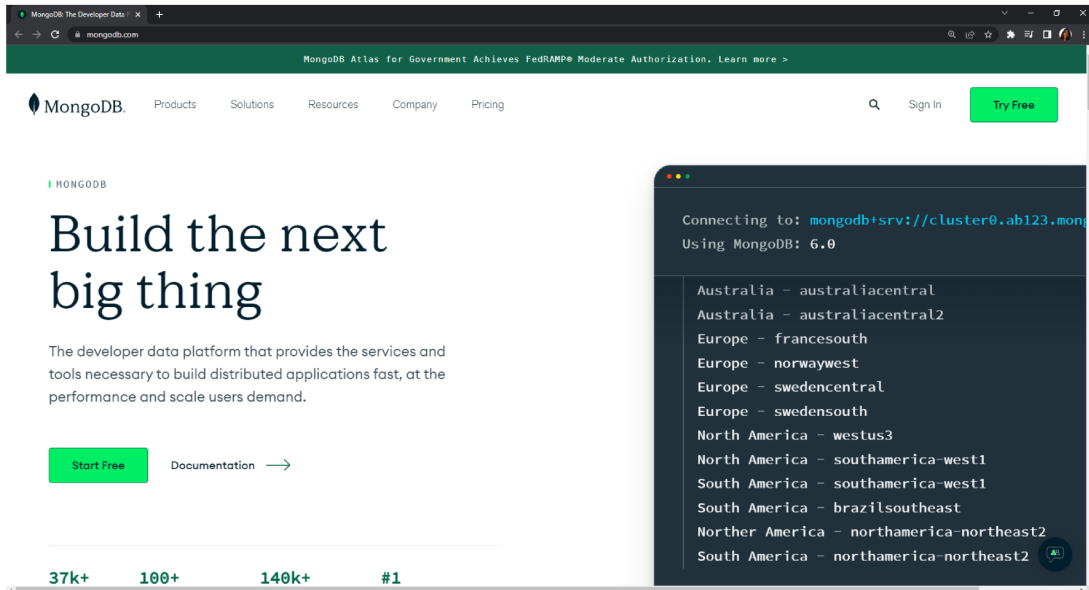 MongoDB: The Developer Data P
mongodb.com
MongoDB Atlas for Government Achieves FedRAMP® Moderate Authorization. Learn more >
MongoDB. Products Solutions Resources Company Pricing Sign In Try Free
MONGODB
Build the next
big thing
The developer data platform that provides the services and
tools necessary to build distributed applications fast, at the
performance and scale users demand.
Start Free Documentation
37k+ 100+ 140k+ #1
Connecting to: mongodb+srv://cluster0.ab123.mong
Using MongoDB: 6.0
Australia - australiacentral
Australia - australiacentral2
Europe - francesouth
Europe - norwaywest
Europe - swedencentral
Europe - swedensouth
North America - westus3
North America - southamerica-west1
South America - southamerica-west1
South America - brazilsoutheast
Norther America - northamerica-northeast2
South America - northamerica-northeast2